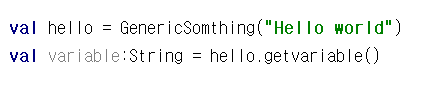 val hello = GenericSomthing("Hello world")
val variable:String = hello.getvariable()